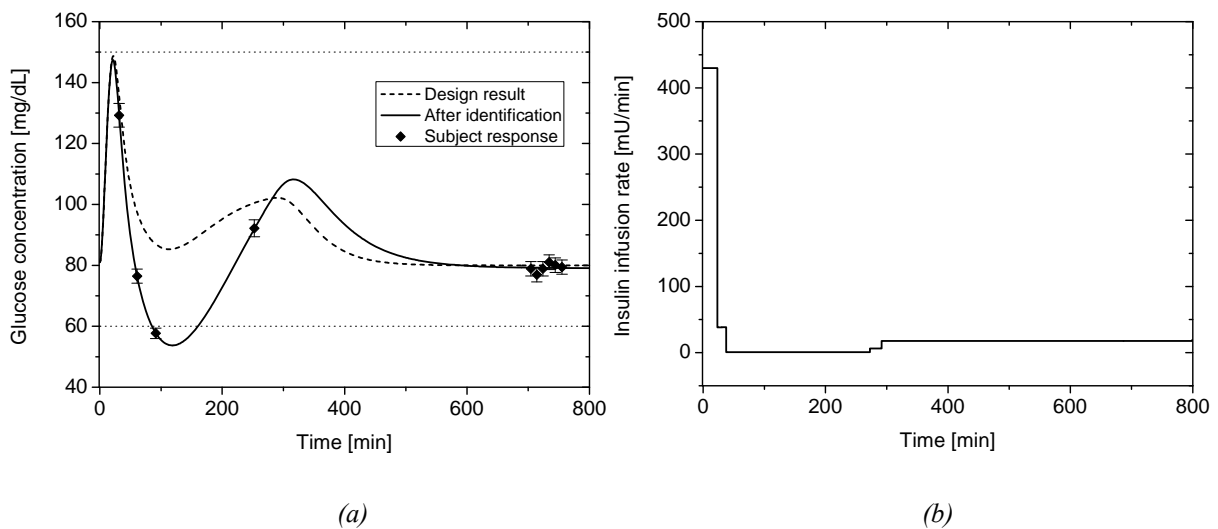 160
140
120
100
80
60
40
0
200
400
600
800
Glucose concentration [mg/dL]
Time [min]
Design result
After identification
Subject response
500
400
300
200
100
0
0
200
400
600
800
Insulin infusion rate [mU/min]
Time [min]
(a)
(b)